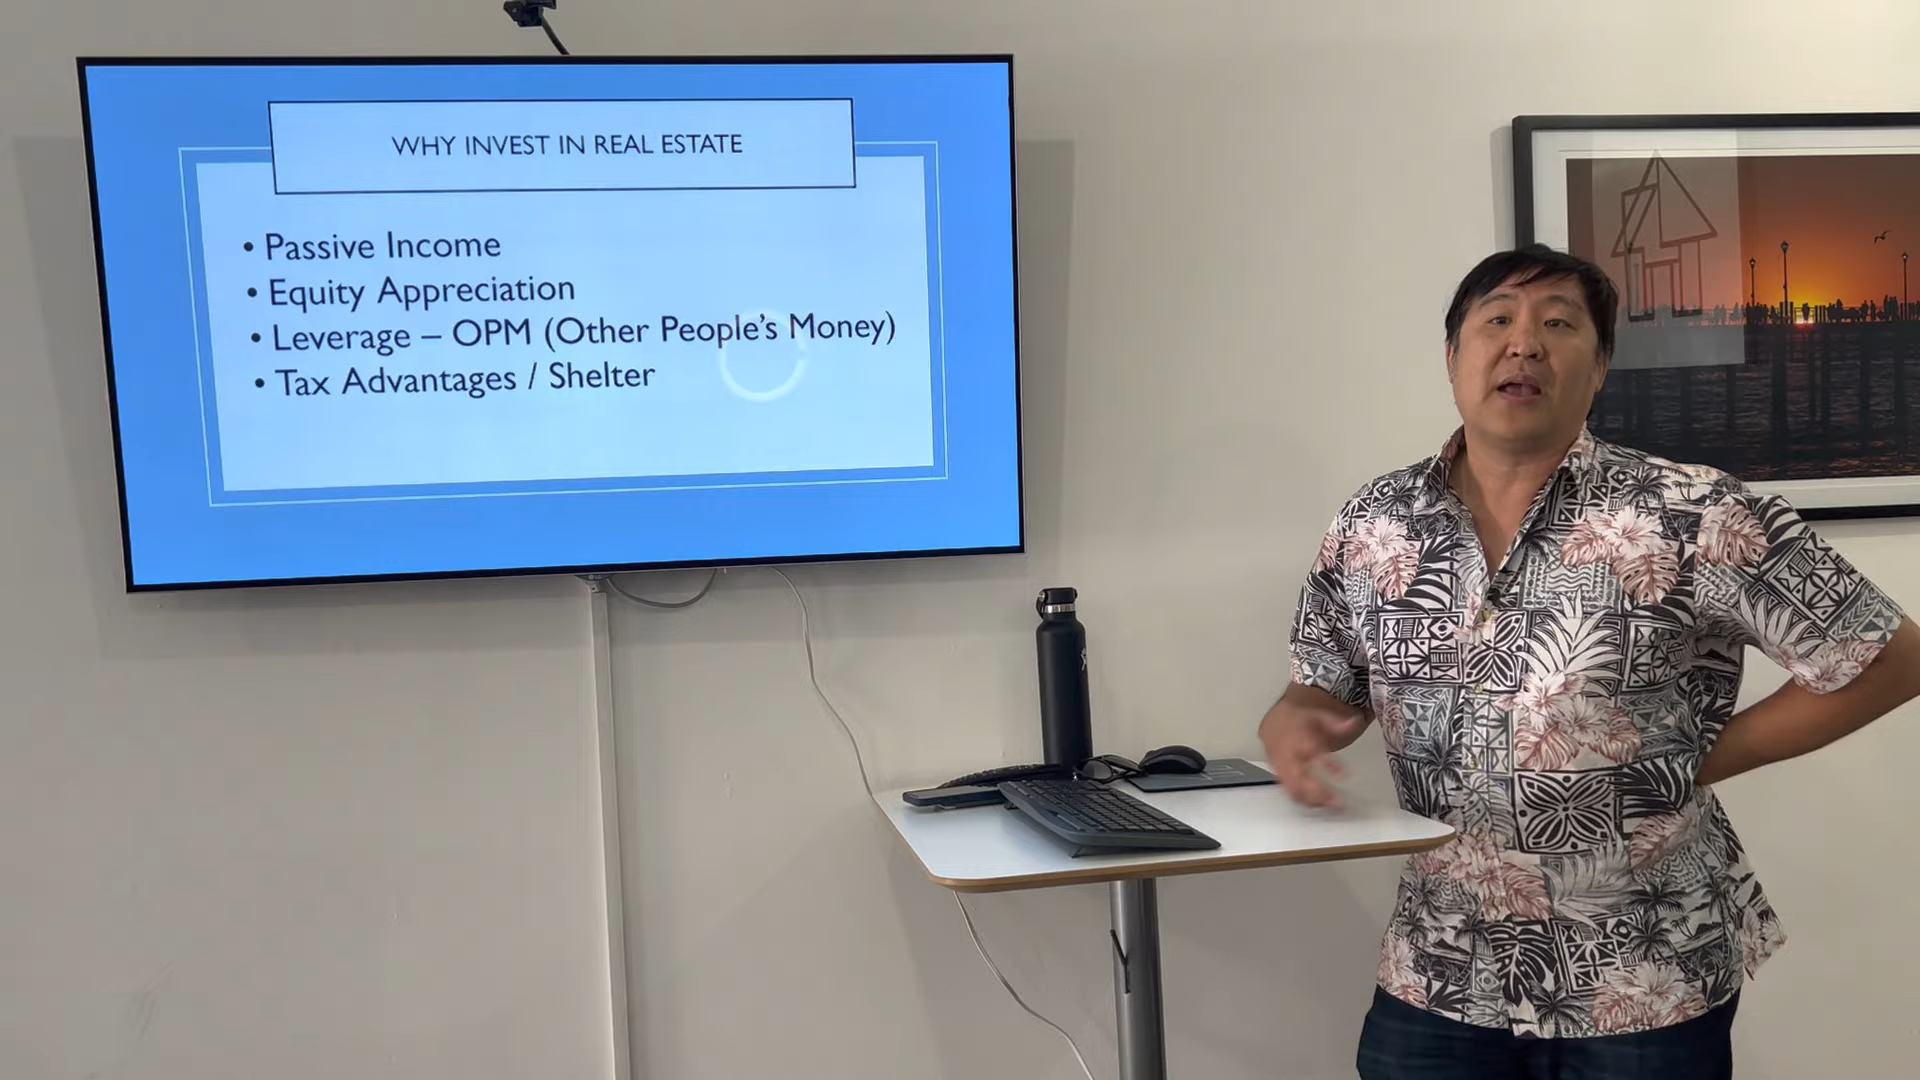 WHY INVEST IN REAL ESTATE
• Passive Income
• Equity Appreciation
• Leverage – OPM (Other People's Money)
• Tax Advantages / Shelter